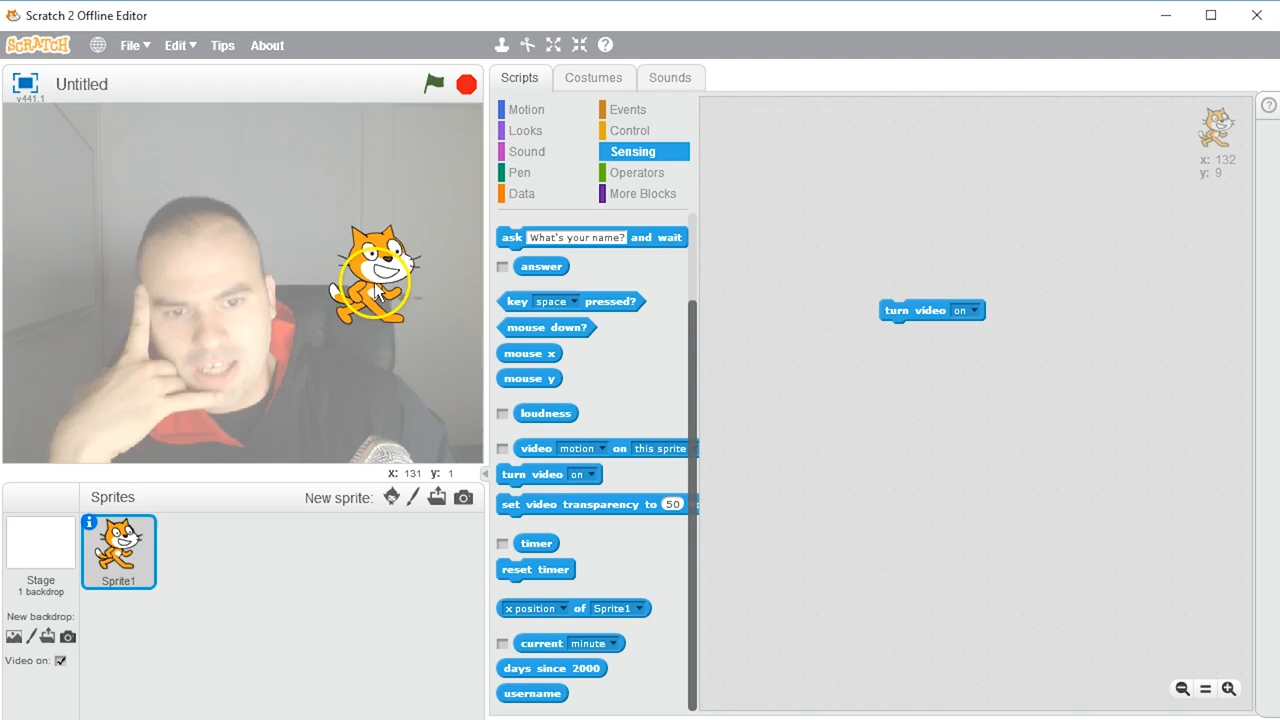 Scratch 2 Offline Editor
SCRATCH File Edit Tips About
v441.1 Untitled
Scripts Costumes Sounds
Motion Events
Looks Control
Sound Sensing
Pen Operators
Data More Blocks
x: 132
y: 9
ask What's your name? and wait
answer
key space pressed?
mouse down?
mouse x
mouse y
loudness
video motion on this sprite
turn video on
set video transparency to 50
timer
reset timer
x position of Sprite1
current minute
days since 2000
username
turn video on
x: 131 y: 1
Sprites New sprite:
Sprite1
Stage
1 backdrop
New backdrop:
Video on: